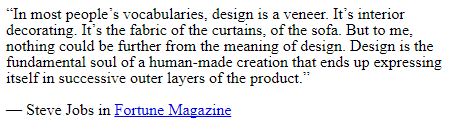 “In most people’s vocabularies, design is a veneer. It’s interior
decorating. It’s the fabric of the curtains, of the sofa. But to me,
nothing could be further from the meaning of design. Design is the
fundamental soul of a human-made creation that ends up expressing
itself in successive outer layers of the product.”
— Steve Jobs in Fortune Magazine